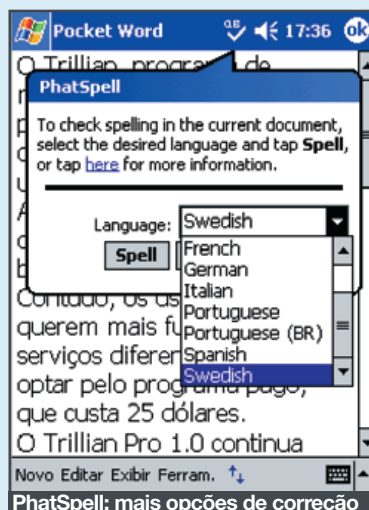 Pocket Word
17:36 ok
O Trillian, programa de
PhatSpell
To check spelling in the current document,
select the desired language and tap Spell,
or tap here for more information.
Language: Swedish
Spell
French
German
Italian
Portuguese
Portuguese (BR)
Spanish
Swedish
Contudo, os
querem mais
serviços
optar pelo programa pago,
que custa 25 dólares.
O Trillian Pro 1.0 continua
Novo Editar Exibir Ferram.
PhatSpell: mais opções de correção